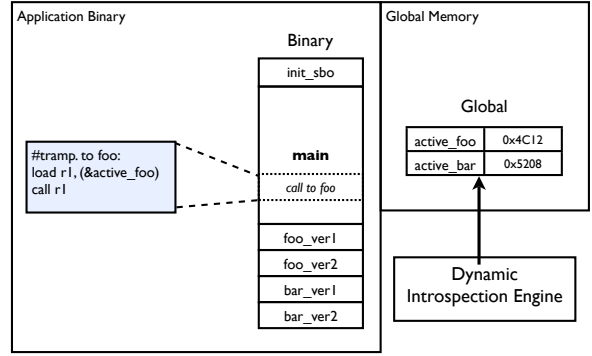 Application Binary
Binary
init_sbo
main
call to foo
#tramp. to foo:
load r1, (&active_foo)
call r1
foo_ver1
foo_ver2
bar_ver1
bar_ver2
Global Memory
Global
active_foo 0x4C12
active_bar 0x5208
Dynamic
Introspection Engine